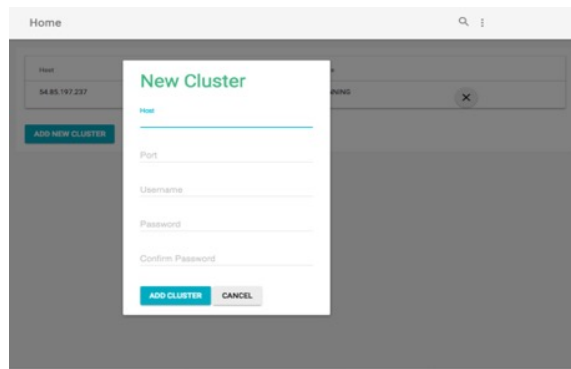 Home
Host
54.85.197.237
ADD NEW CLUSTER
New Cluster
Host
Port
Username
Password
Confirm Password
ADD CLUSTER CANCEL